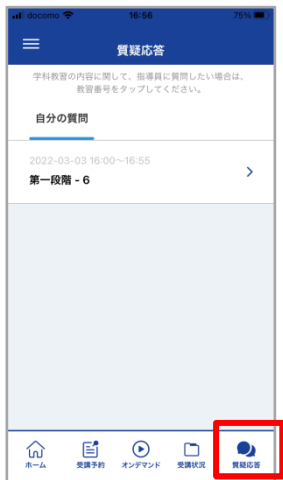 docomo 16:56 75%
質疑応答
学科教習の内容に関して、指導員に質問したい場合は、
教習番号をタップしてください。
自分の質問
2022-03-03 16:00～16:55
第一段階 - 6
ホーム 受講予約 オンデマンド 受講状況 質疑応答